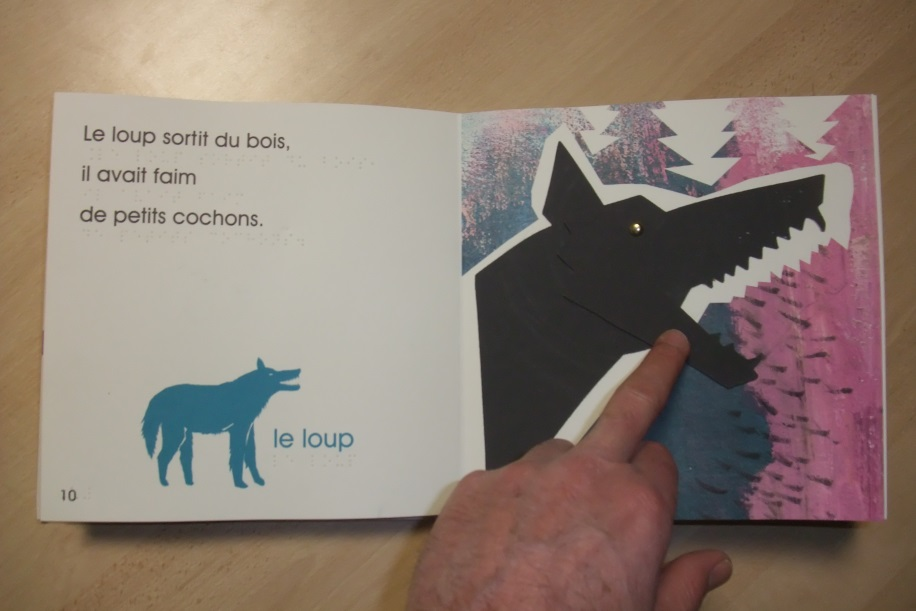 Le loup sortit du bois,
il avait faim
de petits cochons.
le loup
10